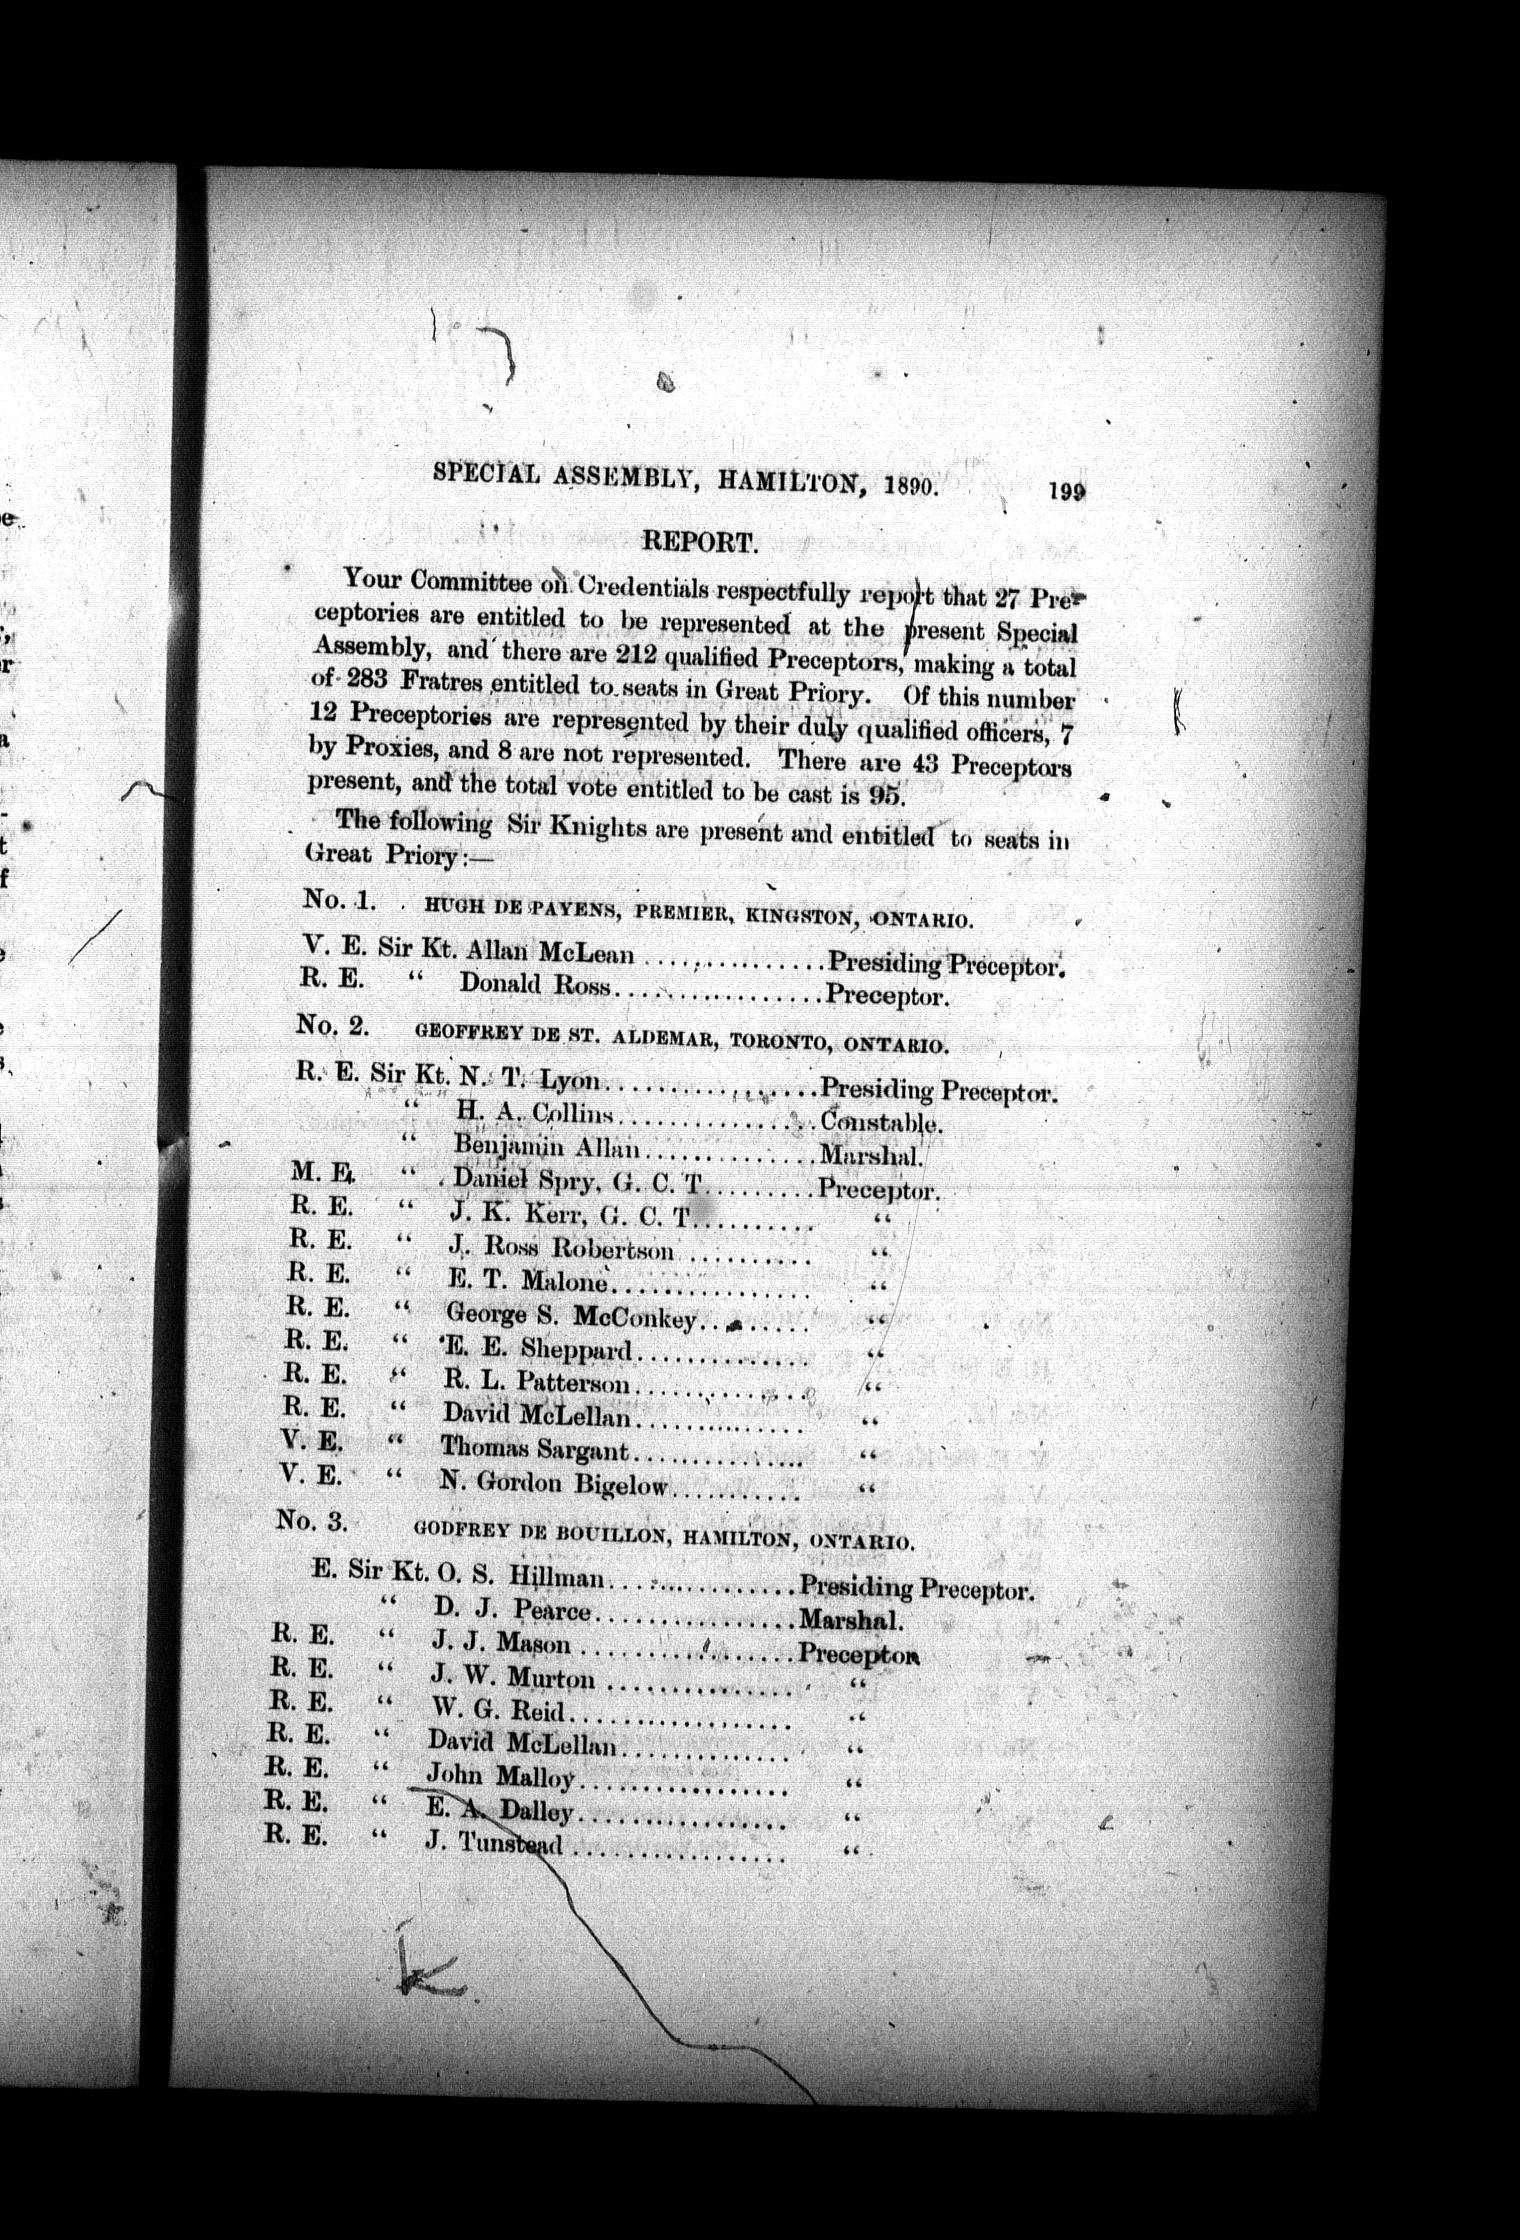 SPECIAL ASSEMBLY, HAMILTON, 1890. 199
REPORT.
Your Committee on Credentials respectfully report that 27 Pre-
ceptories are entitled to be represented at the present Special
Assembly, and there are 212 qualified Preceptors, making a total
of 283 Fratres entitled to seats in Great Priory. Of this number
12 Preceptories are represented by their duly qualified officers, 7
by Proxies, and 8 are not represented. There are 43 Preceptors
present, and the total vote entitled to be cast is 95.
The following Sir Knights are present and entitled to seats in
Great Priory:—
No. 1. HUGH DE PAYENS, PREMIER, KINGSTON, ONTARIO.
V. E. Sir Kt. Allan McLean ................Presiding Preceptor.
R. E. “ Donald Ross..................Preceptor.
No. 2. GEOFFREY DE ST. ALDEMAR, TORONTO, ONTARIO.
R. E. Sir Kt. N. T. Lyon...................Presiding Preceptor.
“ H. A. Collins..................Constable.
“ Benjamin Allan...............Marshal.
M. E. “ Daniel Spry, G. C. T.........Preceptor.
R. E. “ J. K. Kerr, G. C. T.......... “
R. E. “ J. Ross Robertson .......... “
R. E. “ E. T. Malone................. “
R. E. “ George S. McConkey......... “
R. E. “ E. E. Sheppard.............. “
R. E. “ R. L. Patterson.............. “
R. E. “ David McLellan.............. “
V. E. “ Thomas Sargant.............. “
V. E. “ N. Gordon Bigelow........... “
No. 3. GODFREY DE BOUILLON, HAMILTON, ONTARIO.
E. Sir Kt. O. S. Hillman................Presiding Preceptor.
“ D. J. Pearce.................Marshal.
R. E. “ J. J. Mason ..................Preceptor
R. E. “ J. W. Murton ............... “
R. E. “ W. G. Reid................... “
R. E. “ David McLellan.............. “
R. E. “ John Malloy................. “
R. E. “ E. A. Dalley................. “
R. E. “ J. Tunstead ................. “